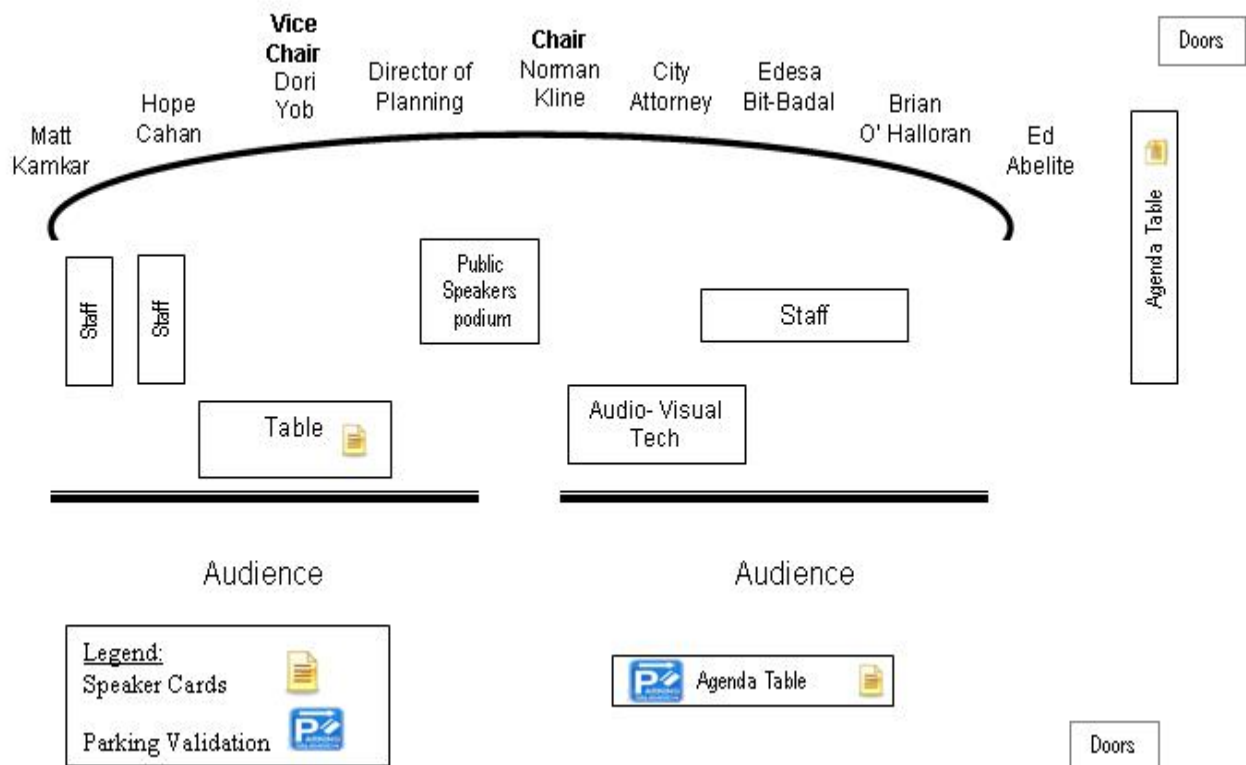 Vice
Chair
Dori
Yob
Director of
Planning
Chair
Norman
Kline
City
Attorney
Edesa
Bit-Badal
Doors
Matt
Kamkar
Hope
Cahan
Brian
O' Halloran
Ed
Abelite
Agenda Table
Staff
Staff
Public
Speakers
podium
Staff
Table
Audio- Visual
Tech
Audience
Audience
Legend:
Speaker Cards
Parking Validation
P
P
Agenda Table
Doors